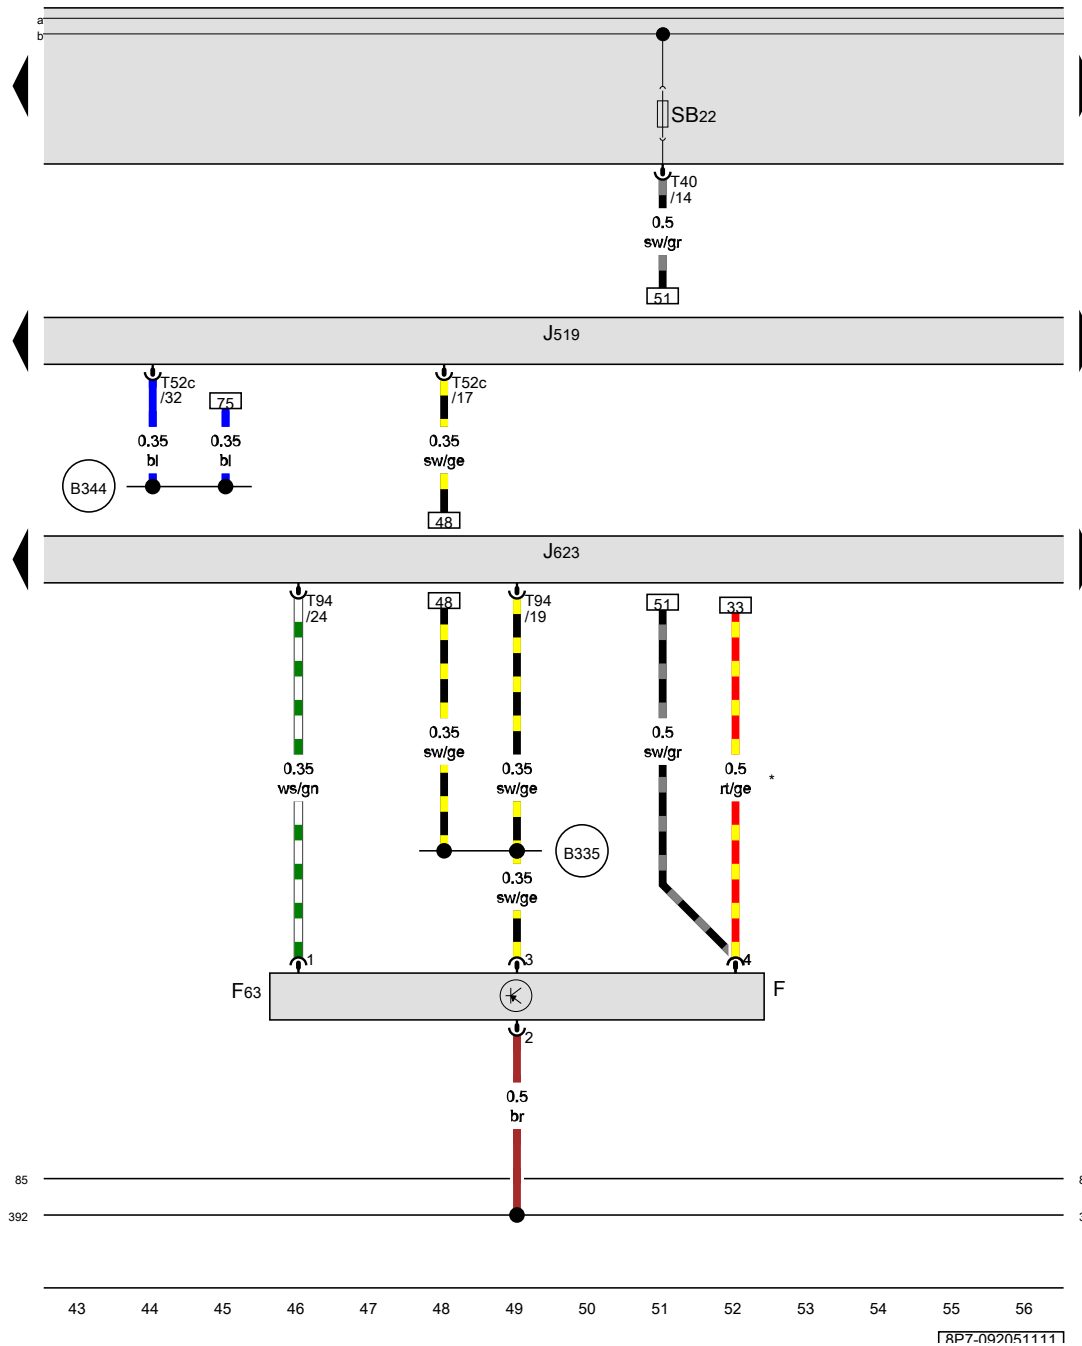 a
b
SB22
T40
/14
0.5
sw/gr
51
J519
T52c
/32
75
T52c
/17
0.35
bl
0.35
bl
0.35
sw/ge
B344
48
J623
T94
/24
48
T94
/19
51
33
0.35
sw/ge
0.5
sw/gr
0.35
ws/gn
0.35
sw/ge
0.5
rt/ge
*
B335
0.35
sw/ge
1
3
4
F63
F
2
0.5
br
85
8
392
3
43 44 45 46 47 48 49 50 51 52 53 54 55 56
8P7-092051111